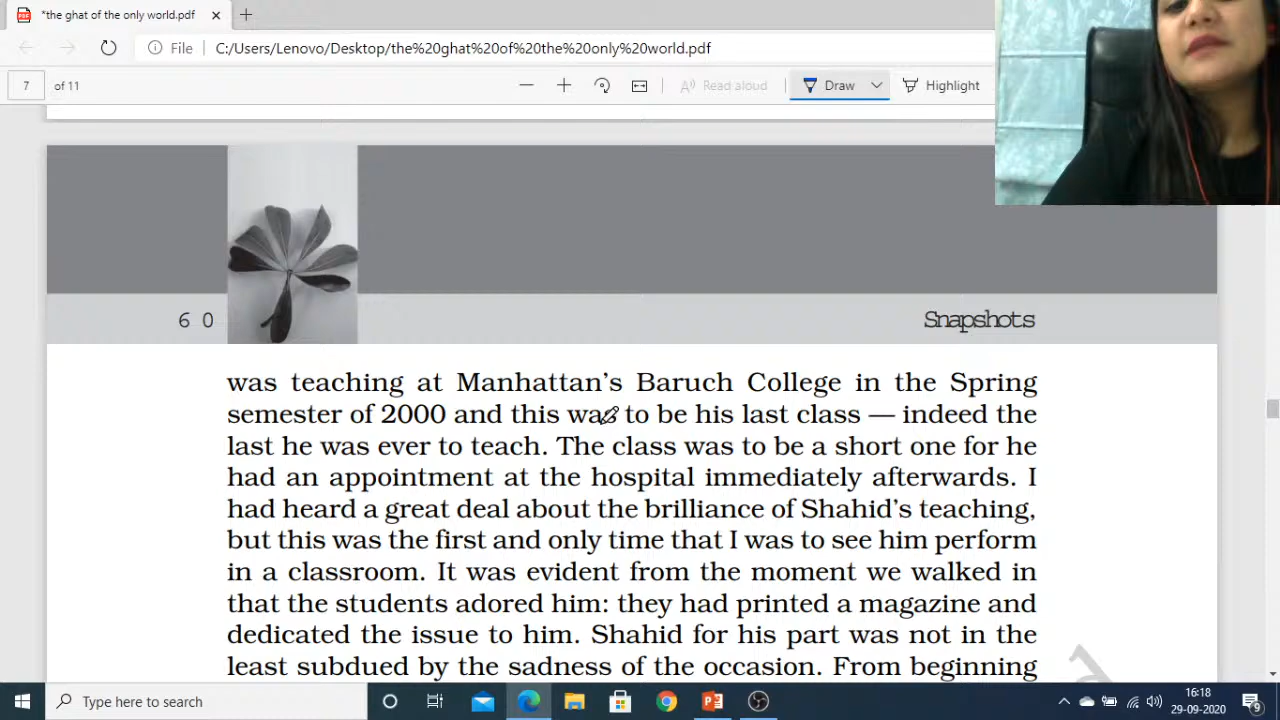 *the ghat of the only world.pdf
File C:/Users/Lenovo/Desktop/the%20ghat%20of%20the%20only%20world.pdf
7 of 11 Read aloud Draw Highlight
6 0 Snapshots
was teaching at Manhattan's Baruch College in the Spring
semester of 2000 and this was to be his last class — indeed the
last he was ever to teach. The class was to be a short one for he
had an appointment at the hospital immediately afterwards. I
had heard a great deal about the brilliance of Shahid's teaching,
but this was the first and only time that I was to see him perform
in a classroom. It was evident from the moment we walked in
that the students adored him: they had printed a magazine and
dedicated the issue to him. Shahid for his part was not in the
least subdued by the sadness of the occasion. From beginning
Type here to search
16:18
29-09-2020
9